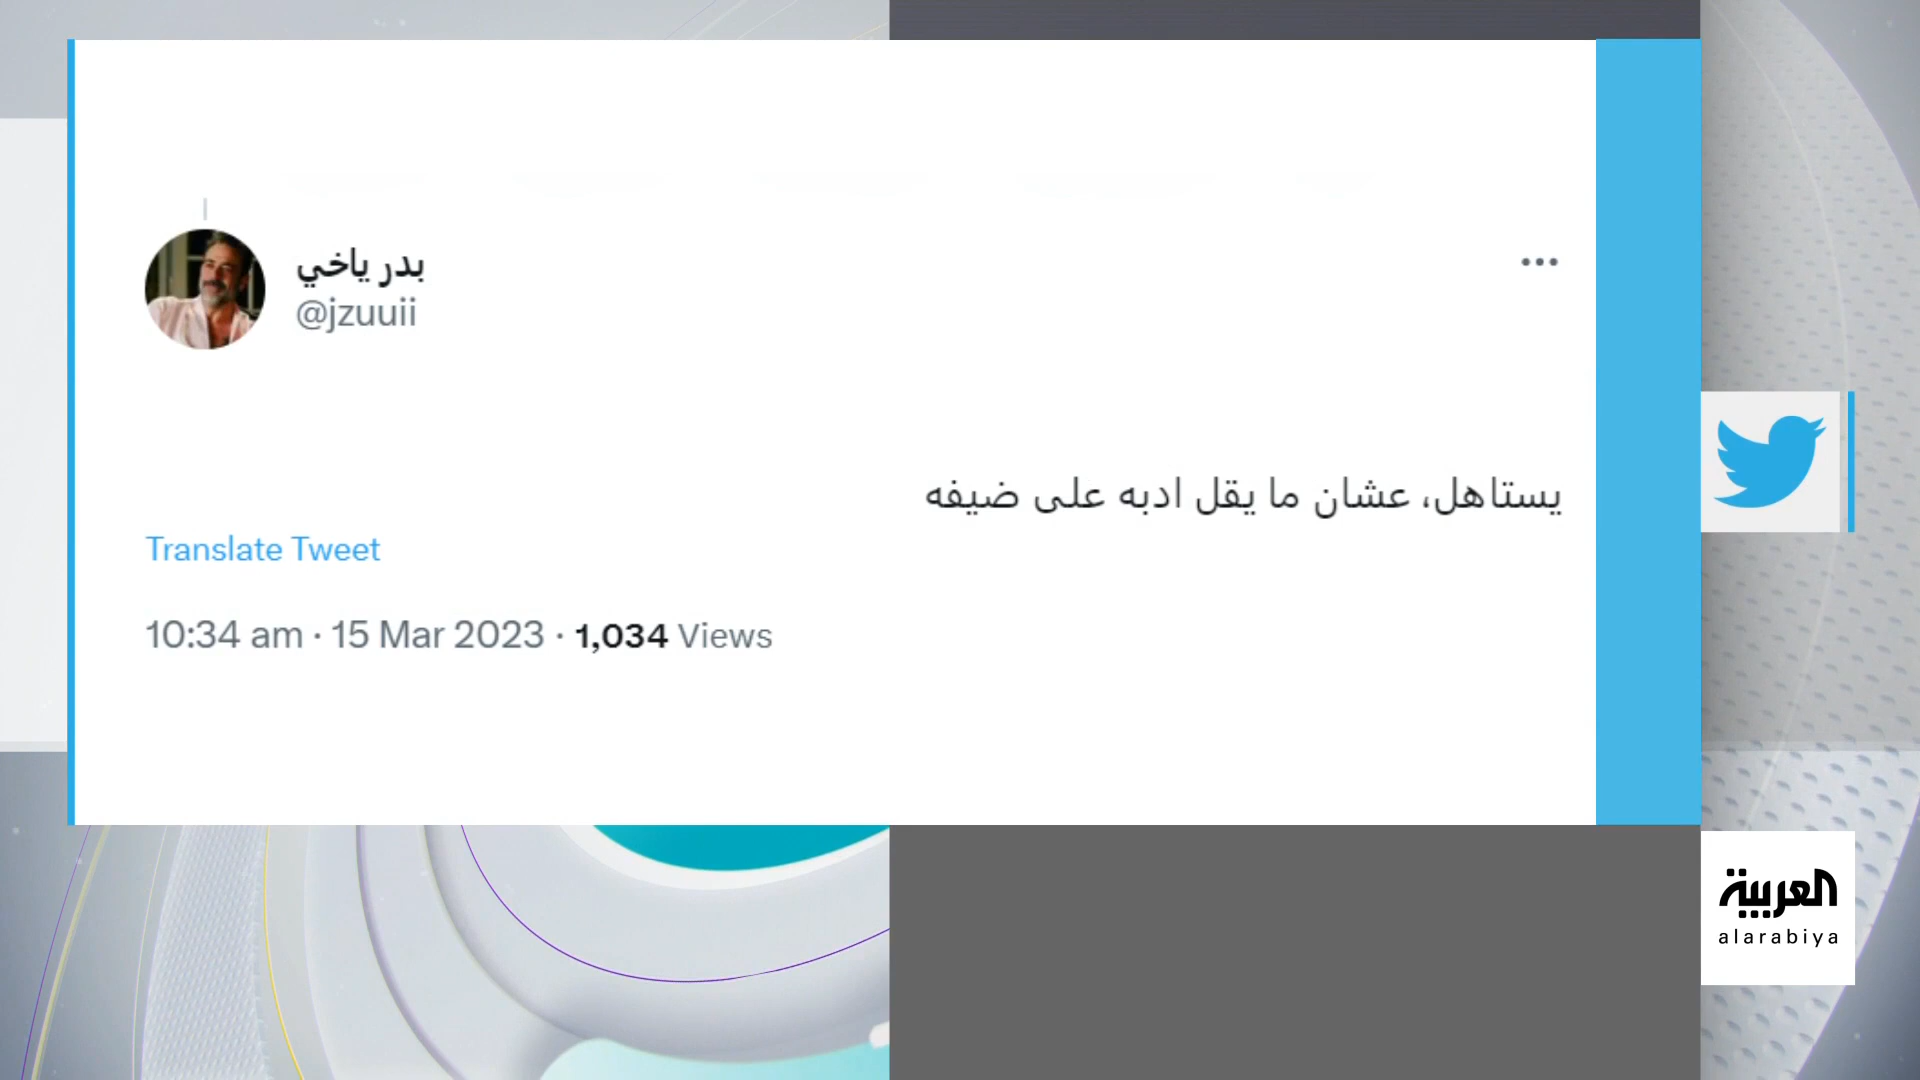 بدر ياخي
@jzuuii
يستاهل، عشان ما يقل ادبه على ضيفه
Translate Tweet
10:34 am · 15 Mar 2023 · 1,034 Views
العربية
alarabiya